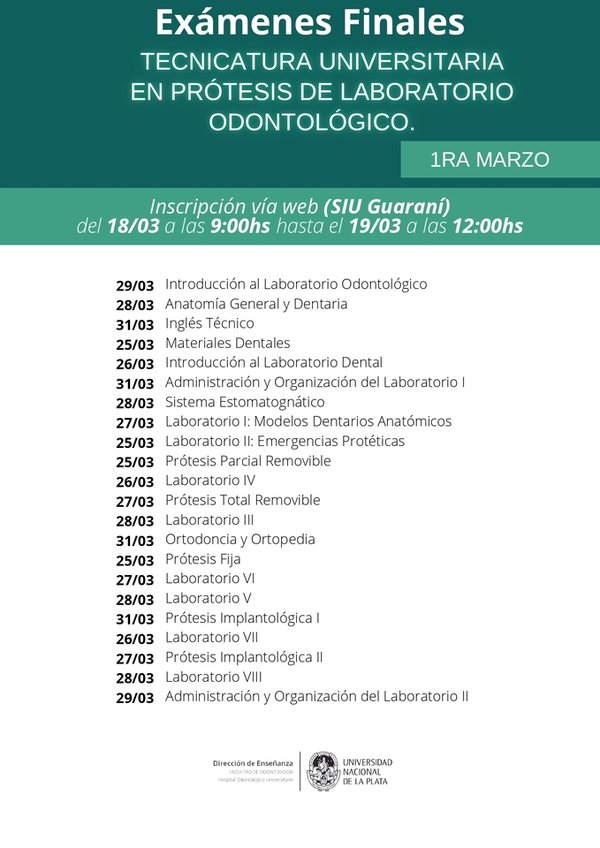 Exámenes Finales
TECNICATURA UNIVERSITARIA
EN PRÓTESIS DE LABORATORIO
ODONTOLÓGICO.
1RA MARZO
Inscripción vía web (SIU Guaraní)
del 18/03 a las 9:00hs hasta el 19/03 a las 12:00hs
29/03 Introducción al Laboratorio Odontológico
28/03 Anatomía General y Dentaria
31/03 Inglés Técnico
25/03 Materiales Dentales
26/03 Introducción al Laboratorio Dental
31/03 Administración y Organización del Laboratorio I
28/03 Sistema Estomatognático
27/03 Laboratorio I: Modelos Dentarios Anatómicos
25/03 Laboratorio II: Emergencias Protéticas
25/03 Prótesis Parcial Removible
26/03 Laboratorio IV
27/03 Prótesis Total Removible
28/03 Laboratorio III
31/03 Ortodoncia y Ortopedia
25/03 Prótesis Fija
27/03 Laboratorio VI
28/03 Laboratorio V
31/03 Prótesis Implantológica I
26/03 Laboratorio VII
27/03 Prótesis Implantológica II
28/03 Laboratorio VIII
29/03 Administración y Organización del Laboratorio II
Dirección de Enseñanza
FACULTAD DE ODONTOLOGÍA
Hospital Odontológico Universitario
UNIVERSIDAD
NACIONAL
DE LA PLATA